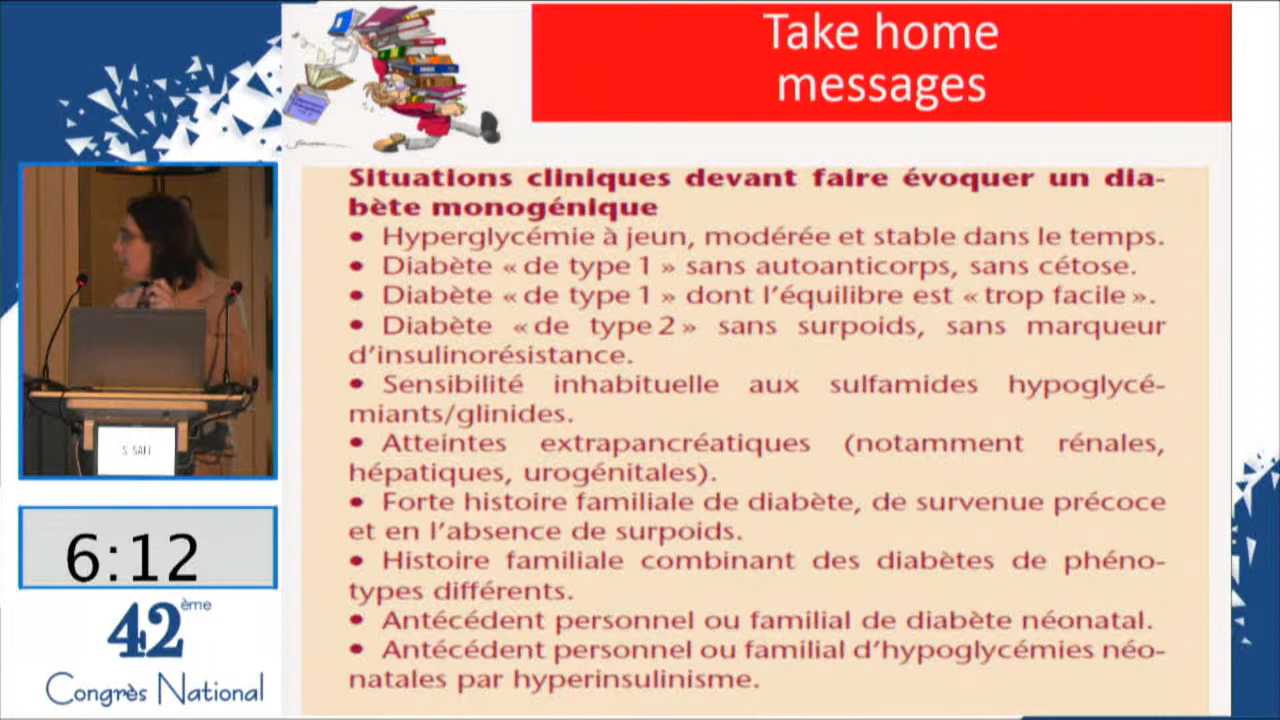 Take home
messages
Situations cliniques devant faire évoquer un dia-
bète monogénique
• Hyperglycémie à jeun, modérée et stable dans le temps.
• Diabète « de type 1 » sans autoanticorps, sans cétose.
• Diabète « de type 1 » dont l’équilibre est « trop facile ».
• Diabète « de type 2 » sans surpoids, sans marqueur
d’insulinorésistance.
• Sensibilité inhabituelle aux sulfamides hypoglycé-
miants/glinides.
• Atteintes extrapancréatiques (notamment rénales,
hépatiques, urogénitales).
• Forte histoire familiale de diabète, de survenue précoce
et en l’absence de surpoids.
• Histoire familiale combinant des diabètes de phéno-
types différents.
• Antécédent personnel ou familial de diabète néonatal.
• Antécédent personnel ou familial d’hypoglycémies néo-
natales par hyperinsulinisme.
S SAFI
6:12
42ème
Congrès National